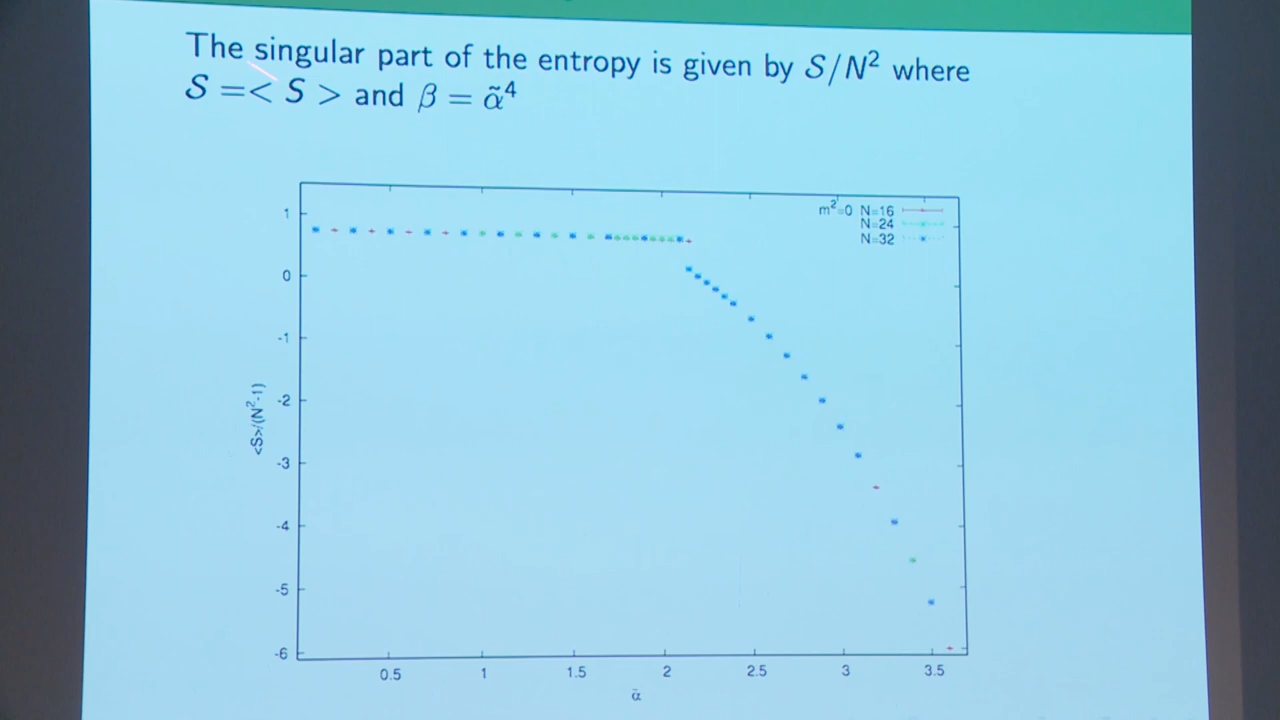 The singular part of the entropy is given by 𝒮/N² where
𝒮 =< S > and β = α̃⁴
m²=0 N=16
N=24
N=32
1
0
-1
-2
-3
-4
-5
-6
<S>/(N²-1)
0.5 1 1.5 2 2.5 3 3.5
α̃